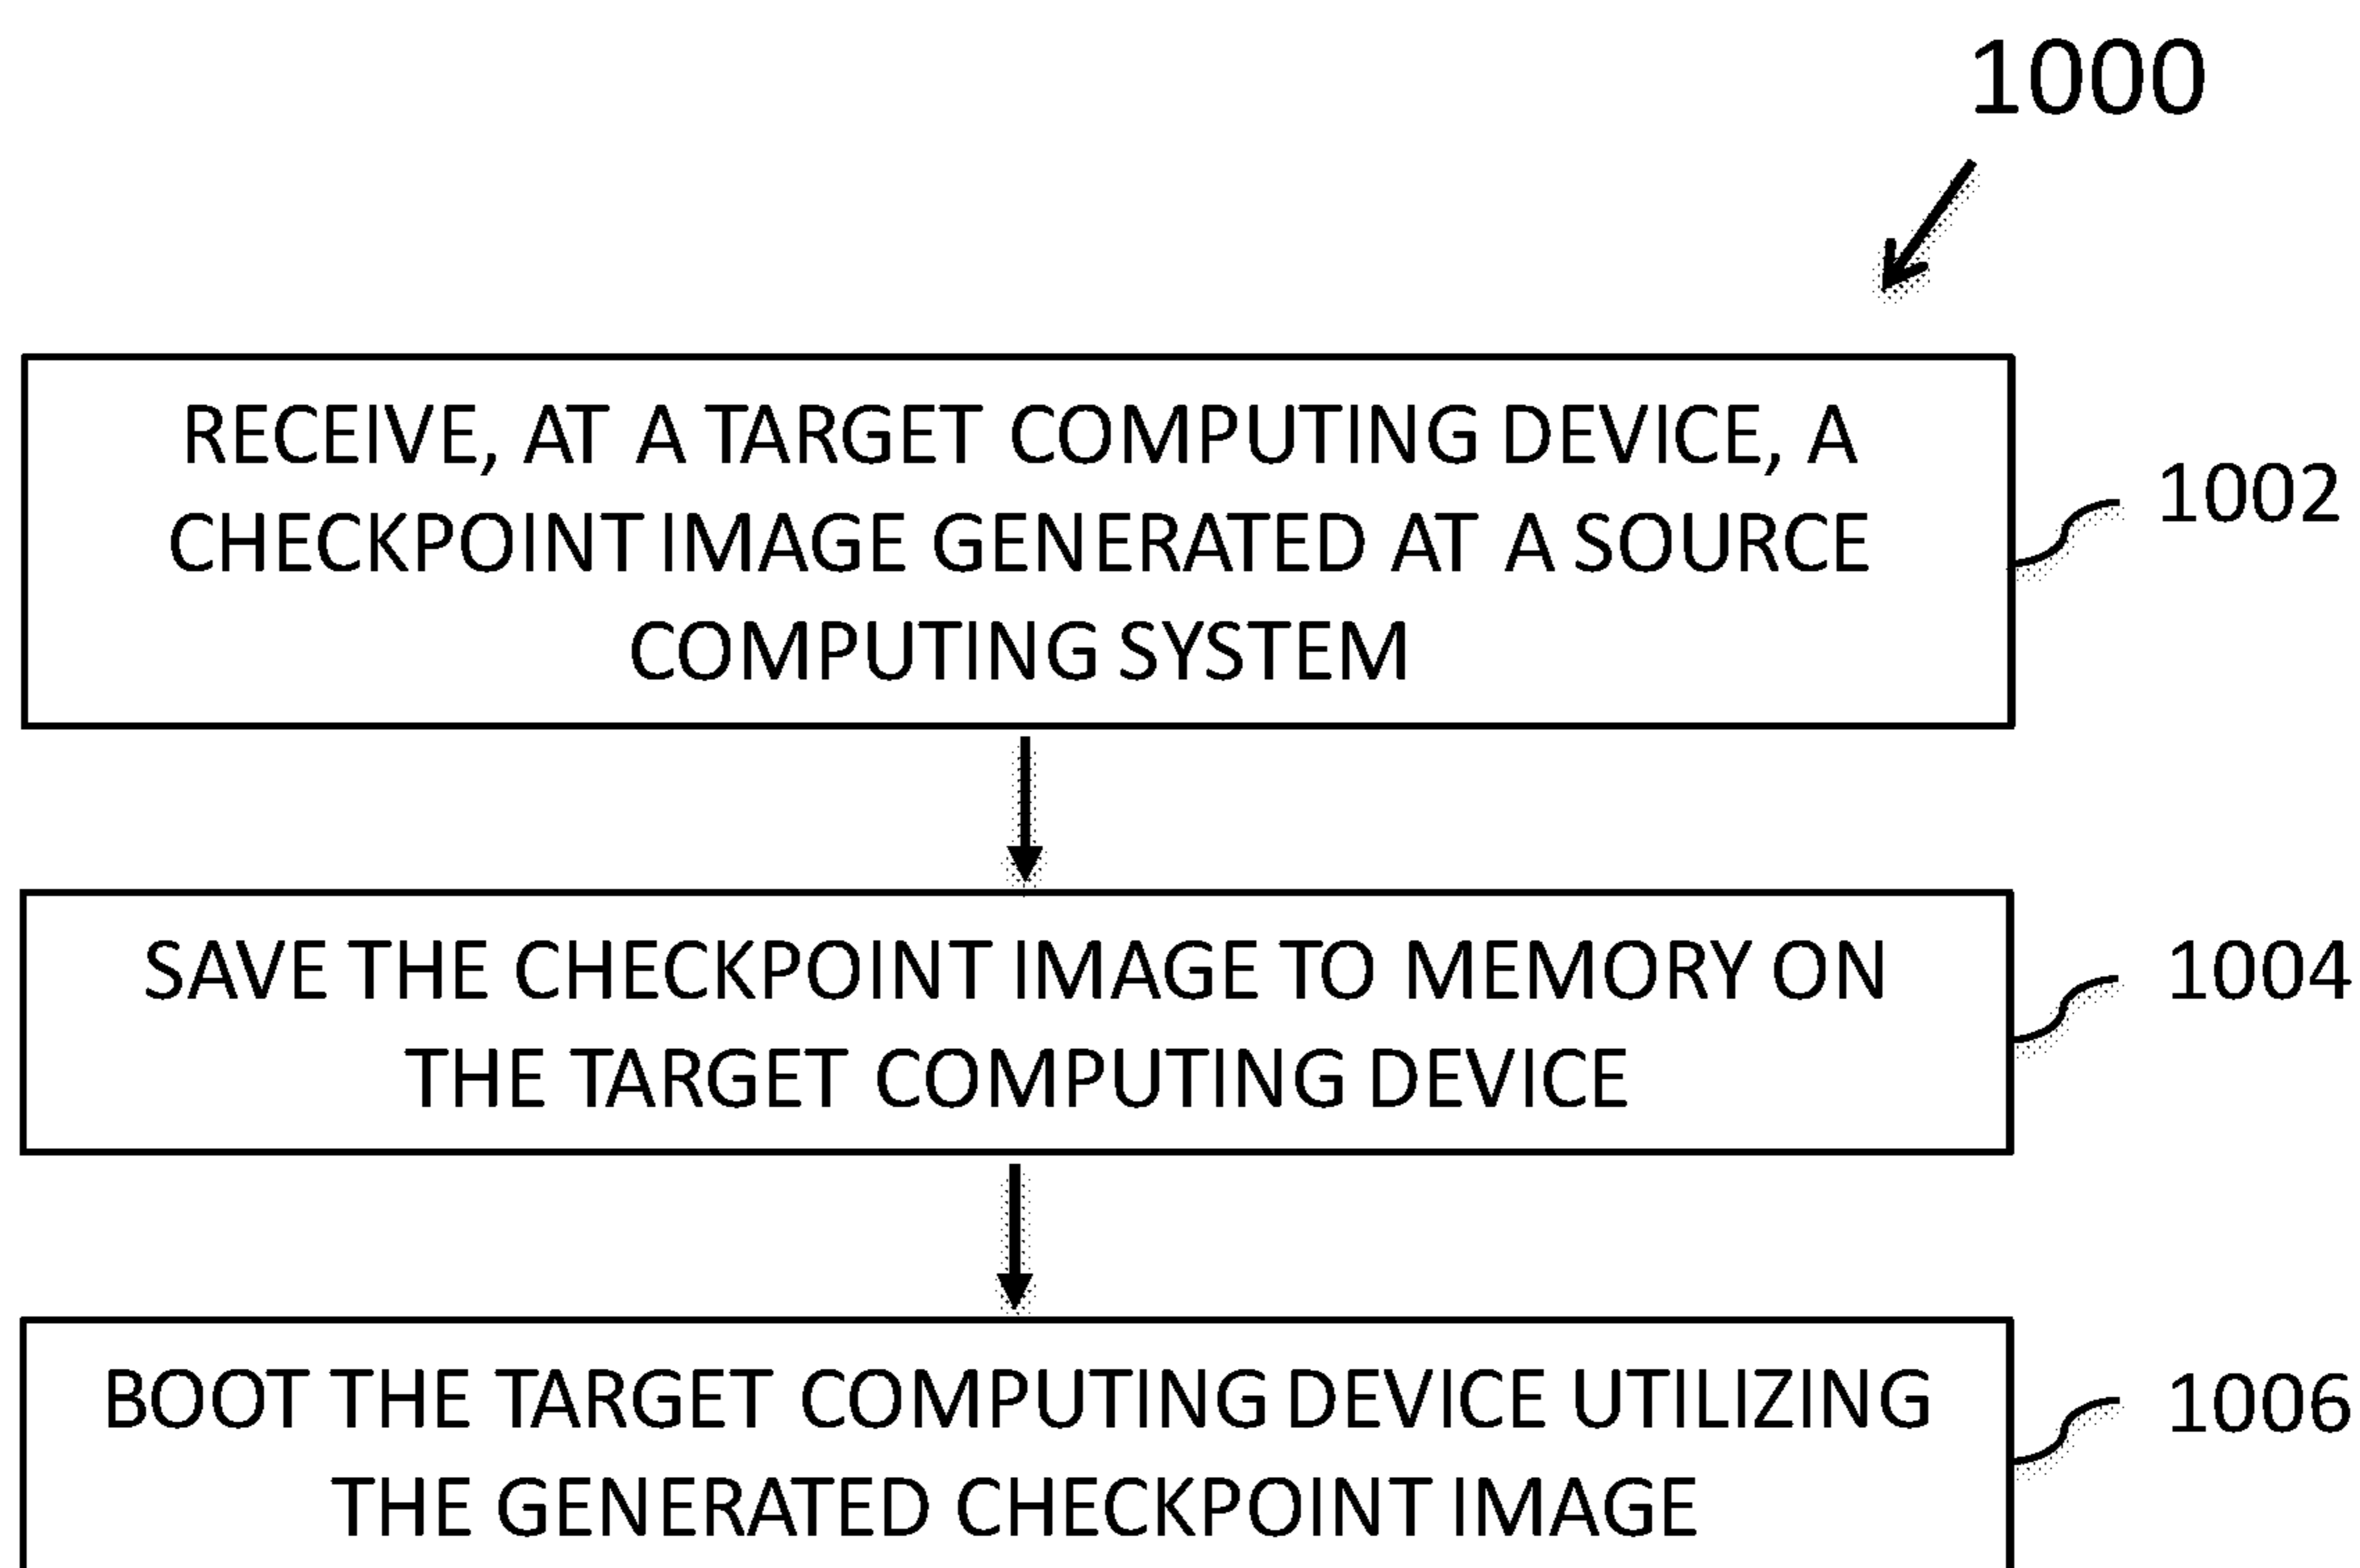 1000
RECEIVE, AT A TARGET COMPUTING DEVICE, A
CHECKPOINT IMAGE GENERATED AT A SOURCE
COMPUTING SYSTEM
1002
SAVE THE CHECKPOINT IMAGE TO MEMORY ON
THE TARGET COMPUTING DEVICE
1004
BOOT THE TARGET COMPUTING DEVICE UTILIZING
THE GENERATED CHECKPOINT IMAGE
1006